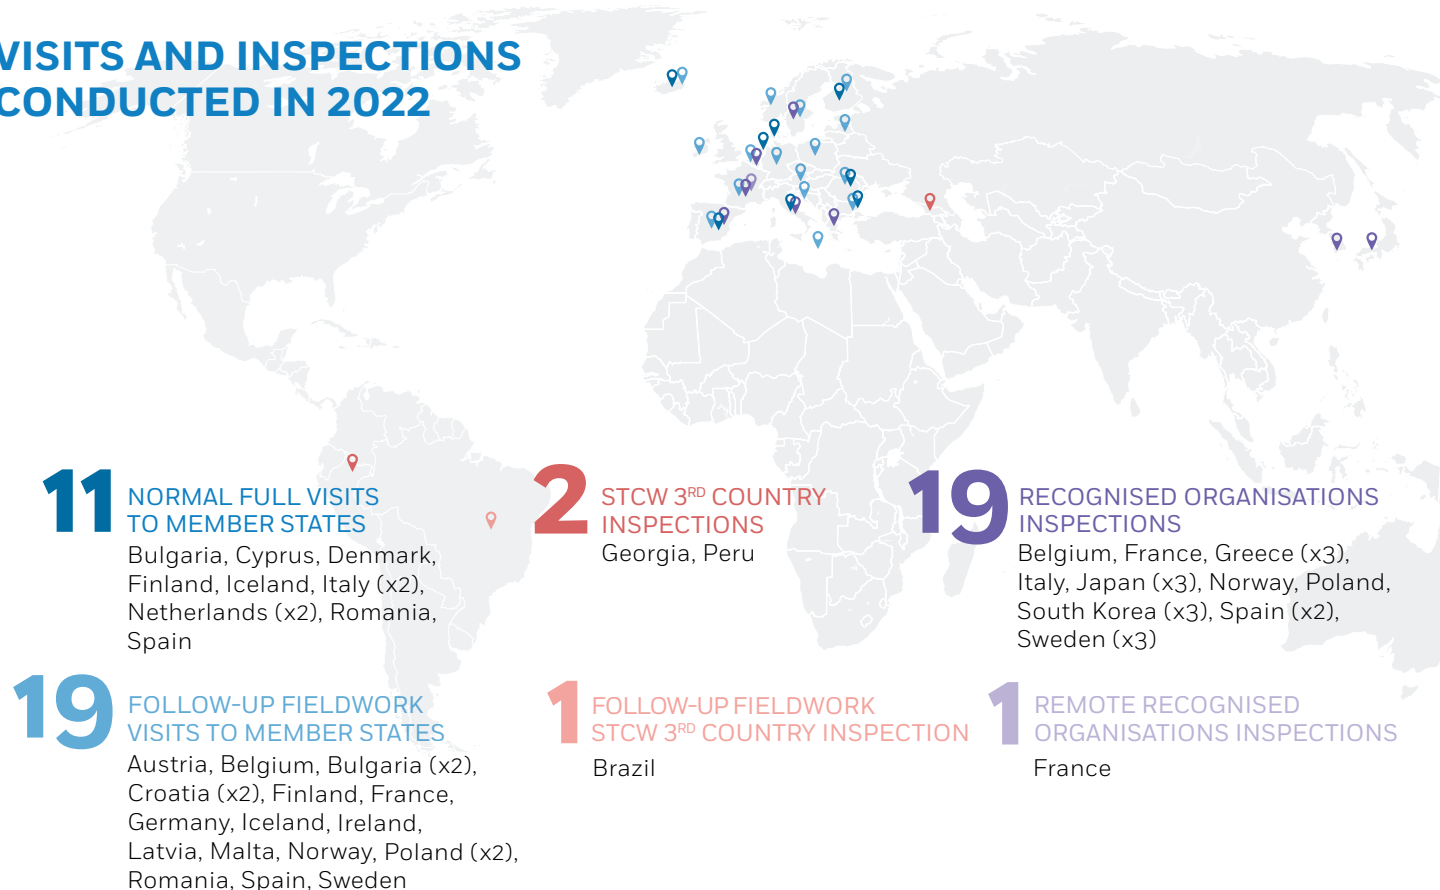 VISITS AND INSPECTIONS
CONDUCTED IN 2022
11
NORMAL FULL VISITS
TO MEMBER STATES
Bulgaria, Cyprus, Denmark,
Finland, Iceland, Italy (x2),
Netherlands (x2), Romania,
Spain
2
STCW 3RD COUNTRY
INSPECTIONS
Georgia, Peru
19
RECOGNISED ORGANISATIONS
INSPECTIONS
Belgium, France, Greece (x3),
Italy, Japan (x3), Norway, Poland,
South Korea (x3), Spain (x2),
Sweden (x3)
19
FOLLOW-UP FIELDWORK
VISITS TO MEMBER STATES
Austria, Belgium, Bulgaria (x2),
Croatia (x2), Finland, France,
Germany, Iceland, Ireland,
Latvia, Malta, Norway, Poland (x2),
Romania, Spain, Sweden
1
FOLLOW-UP FIELDWORK
STCW 3RD COUNTRY INSPECTION
Brazil
1
REMOTE RECOGNISED
ORGANISATIONS INSPECTIONS
France